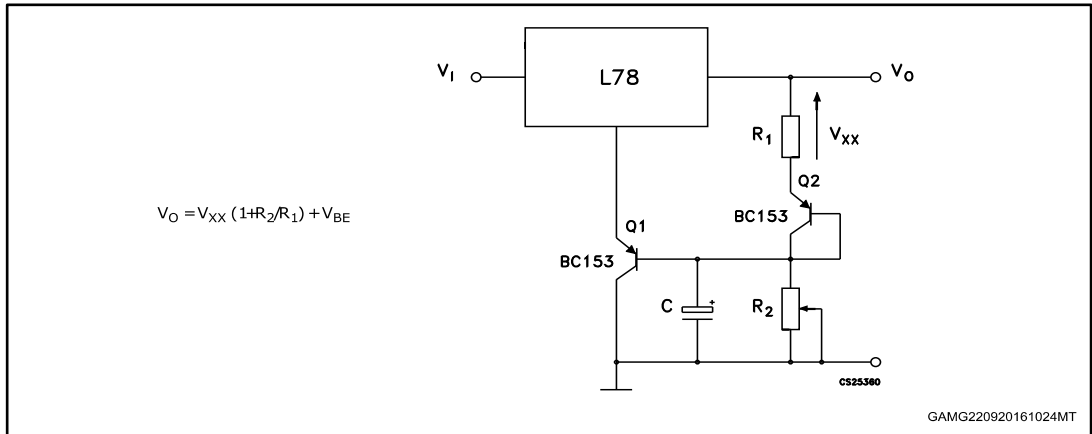 V_I
L78
V_O
R_1
V_XX
Q2
BC153
V_O = V_XX (1+R_2/R_1) + V_BE
Q1
BC153
C
+
R_2
CS25360
GAMG220920161024MT